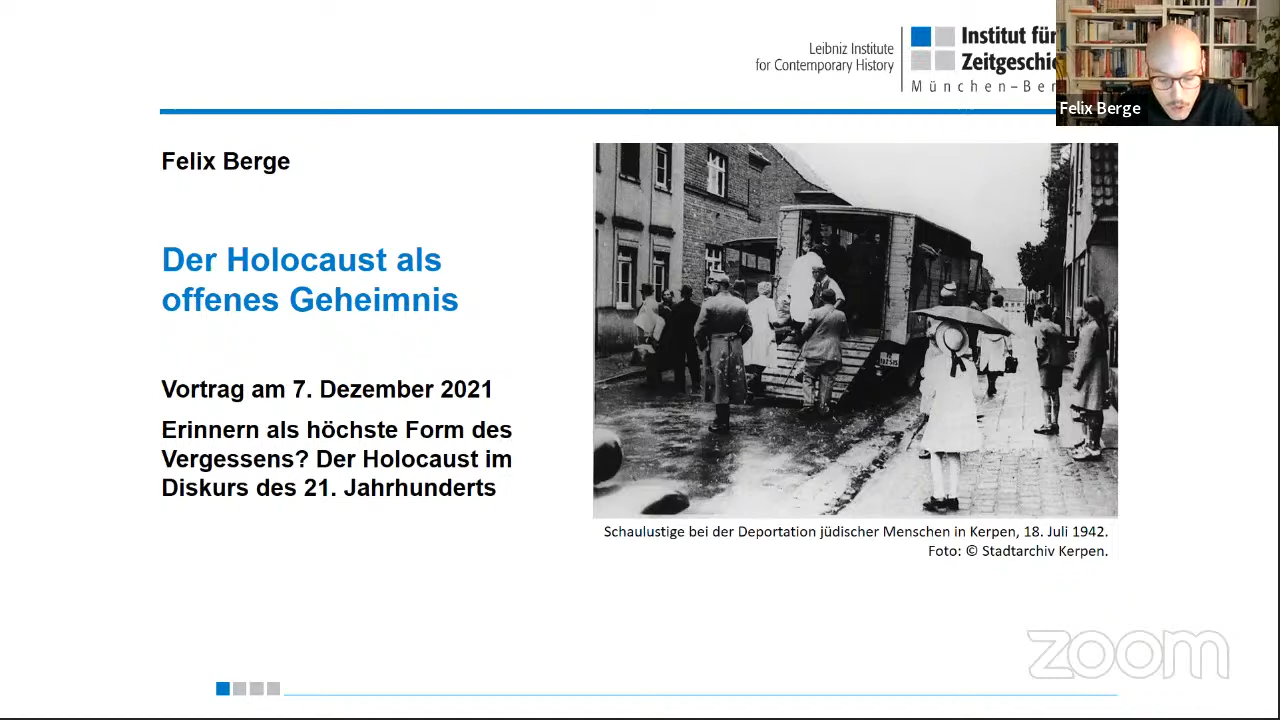 Leibniz Institute
for Contemporary History
Institut für
Zeitgeschie
München–Ber
Felix Berge
Felix Berge
Der Holocaust als
offenes Geheimnis
Vortrag am 7. Dezember 2021
Erinnern als höchste Form des
Vergessens? Der Holocaust im
Diskurs des 21. Jahrhunderts
Schaulustige bei der Deportation jüdischer Menschen in Kerpen, 18. Juli 1942.
Foto: © Stadtarchiv Kerpen.
zoom